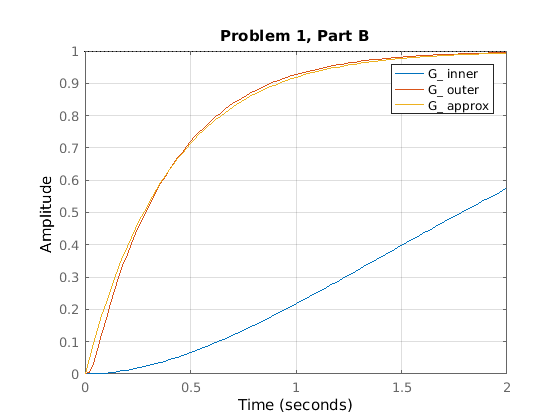 Problem 1, Part B
1
0.9
0.8
0.7
0.6
0.5
0.4
0.3
0.2
0.1
0
Amplitude
G_ inner
G_ outer
G_ approx
0 0.5 1 1.5 2
Time (seconds)